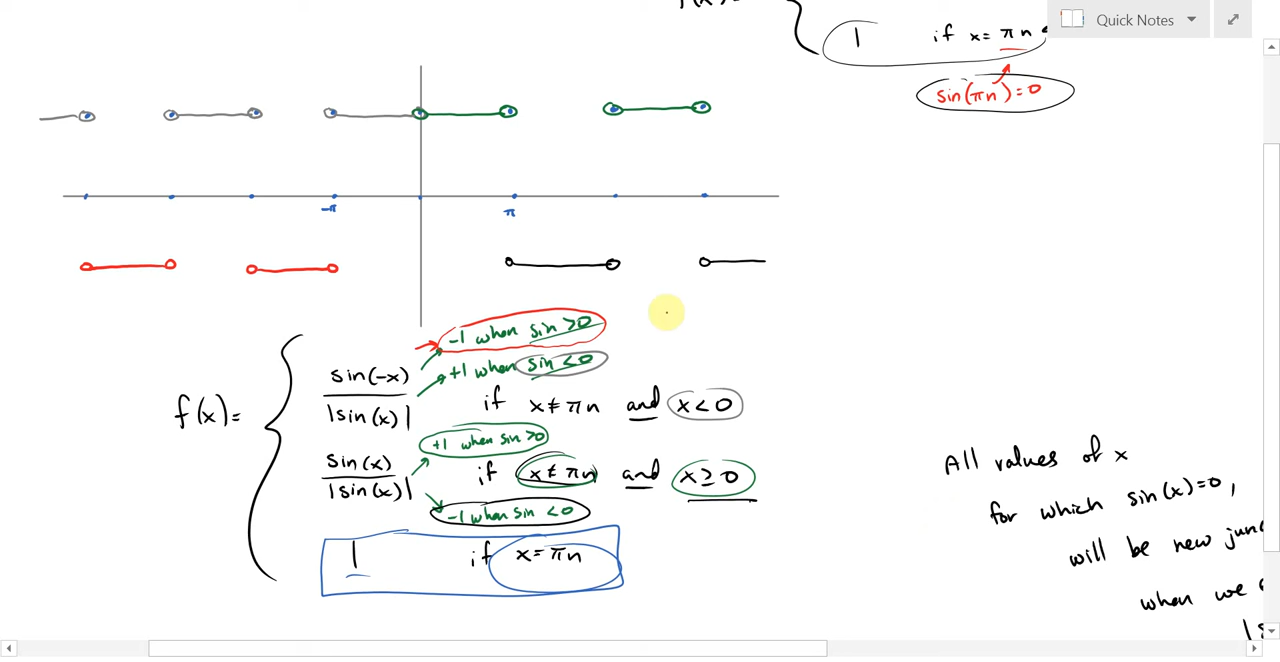 Quick Notes
1 if x = πn
sin(πn) = 0
-π π
f(x) = 
-1 when sin > 0
sin(-x)
+1 when sin < 0
|sin(x)| if x ≠ πn and x < 0
+1 when sin > 0
sin(x)
|sin(x)| if x ≠ πn and x ≥ 0
-1 when sin < 0
1 if x = πn
All values of x
for which sin(x)=0,
will be new
when we